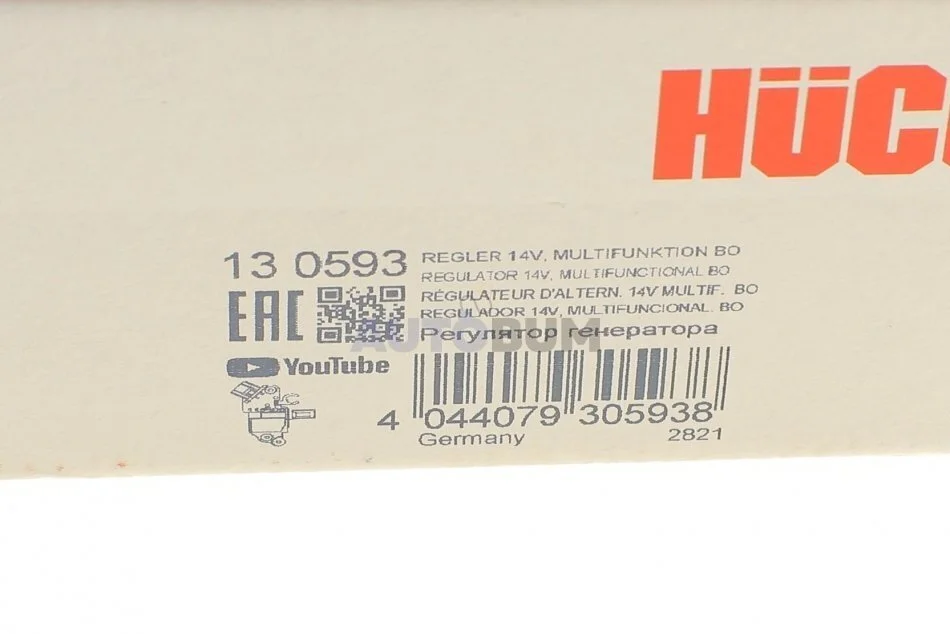 HÜC
13 0593
REGLER 14V, MULTIFUNKTION BO
REGULATOR 14V, MULTIFUNCTIONAL BO
RÉGULATEUR D'ALTERN. 14V MULTIF. BO
REGULADOR 14V, MULTIFUNCIONAL. BO
Регулятор генератора
EAC
AUTOBUM
YouTube
4 044079 305938
Germany
2821